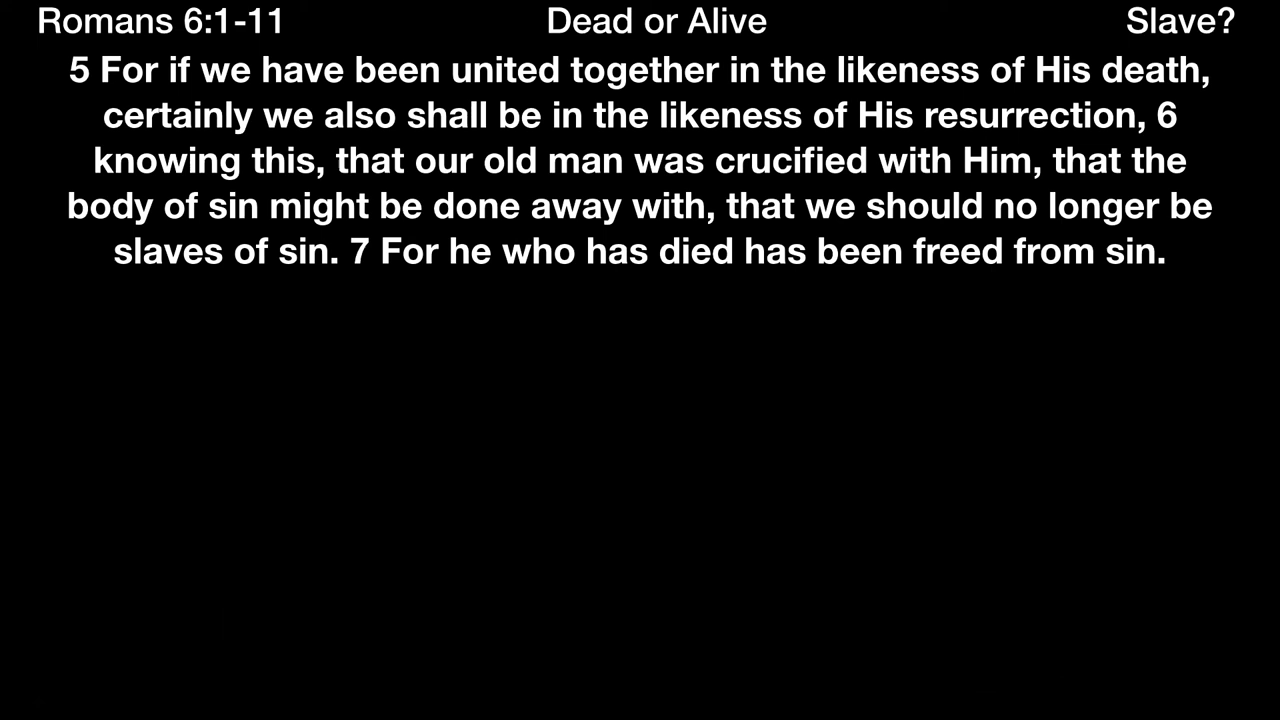 Romans 6:1-11 Dead or Alive Slave?
5 For if we have been united together in the likeness of His death,
certainly we also shall be in the likeness of His resurrection, 6
knowing this, that our old man was crucified with Him, that the
body of sin might be done away with, that we should no longer be
slaves of sin. 7 For he who has died has been freed from sin.